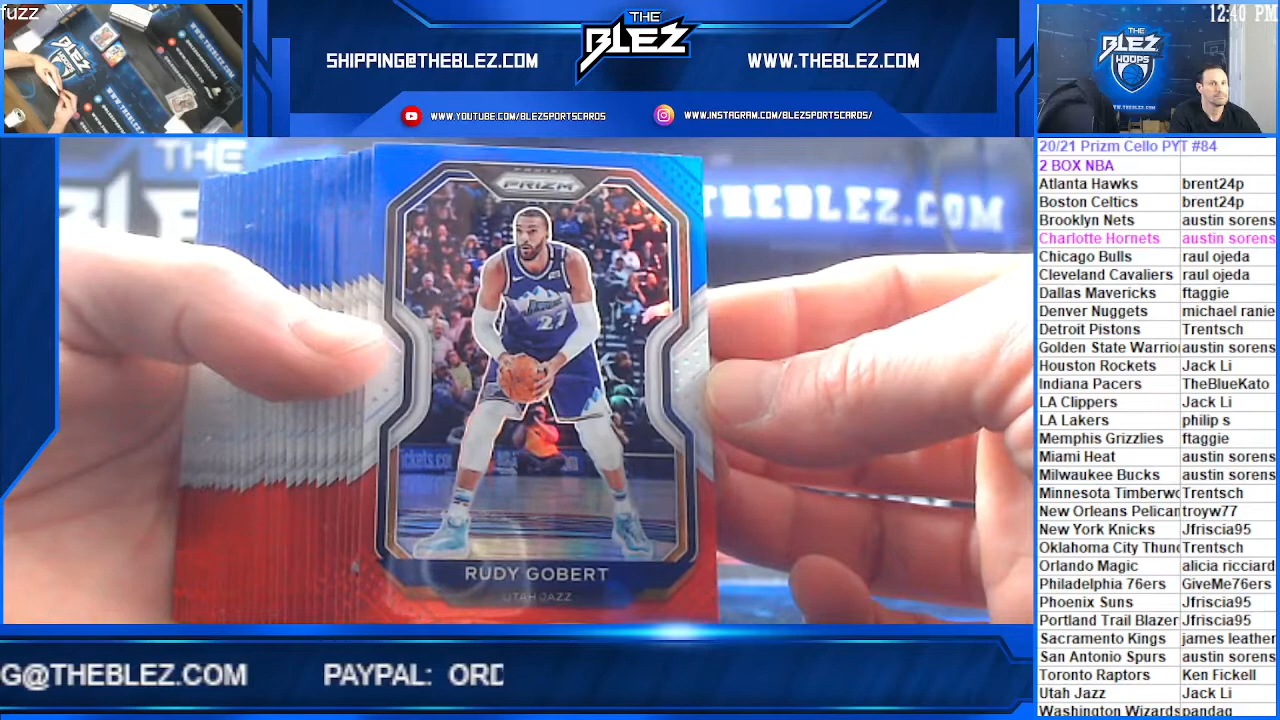 fuzz
SHIPPING@THEBLEZ.COM
THE
BLEZ
WWW.THEBLEZ.COM
WWW.YOUTUBE.COM/BLEZSPORTSCARDS
WWW.INSTAGRAM.COM/BLEZSPORTSCARDS/
12:40 PM
THE
BLEZ
HOOPS
THE
THEBLEZ.COM
PANINI
PRIZM
27
RUDY GOBERT
UTAH JAZZ
20/21 Prizm Cello PYT #84
2 BOX NBA
Atlanta Hawks brent24p
Boston Celtics brent24p
Brooklyn Nets austin sorens
Charlotte Hornets austin sorens
Chicago Bulls raul ojeda
Cleveland Cavaliers raul ojeda
Dallas Mavericks ftaggie
Denver Nuggets michael ranie
Detroit Pistons Trentsch
Golden State Warrio austin sorens
Houston Rockets Jack Li
Indiana Pacers TheBlueKato
LA Clippers Jack Li
LA Lakers philip s
Memphis Grizzlies ftaggie
Miami Heat austin sorens
Milwaukee Bucks austin sorens
Minnesota Timberwo Trentsch
New Orleans Pelican troyw77
New York Knicks Jfriscia95
Oklahoma City Thun Trentsch
Orlando Magic alicia ricciard
Philadelphia 76ers GiveMe76ers
Phoenix Suns Jfriscia95
Portland Trail Blazer Jfriscia95
Sacramento Kings james leather
San Antonio Spurs austin sorens
Toronto Raptors Ken Fickell
Utah Jazz Jack Li
Washington Wizards pandag
G@THEBLEZ.COM PAYPAL: ORD